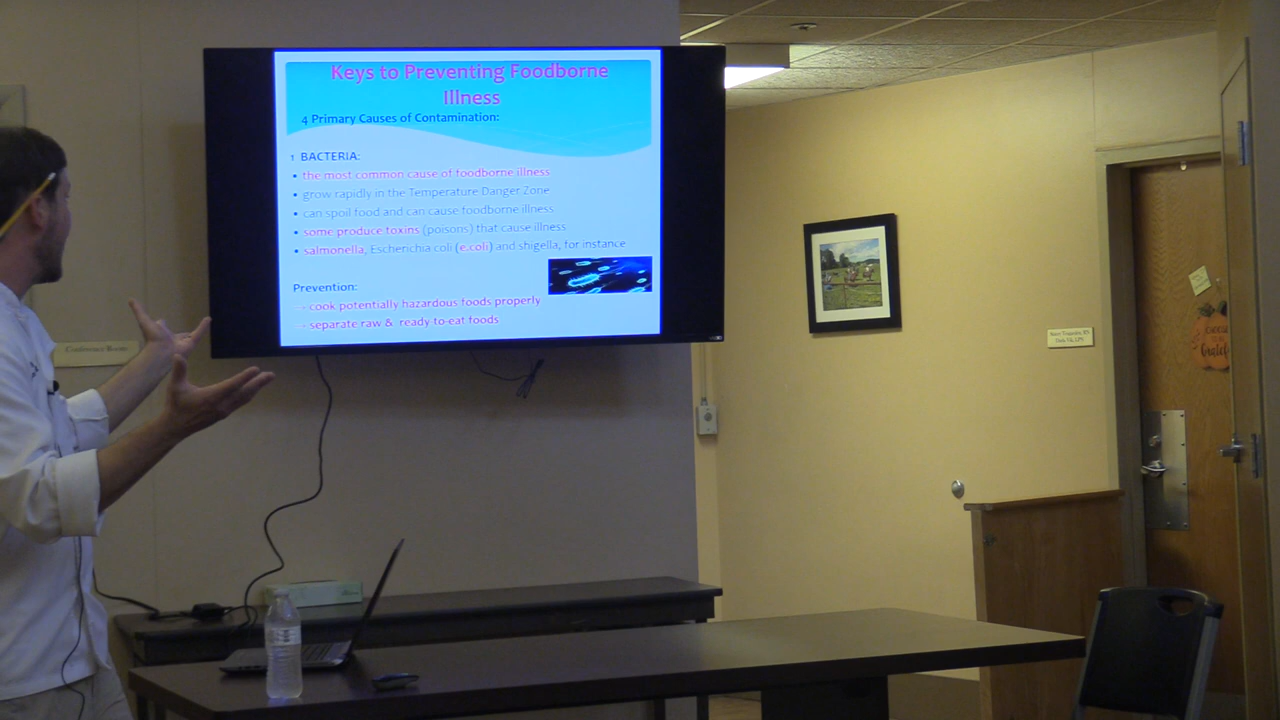 Keys to Preventing Foodborne
Illness
4 Primary Causes of Contamination:
1 BACTERIA:
• the most common cause of foodborne illness
• grow rapidly in the Temperature Danger Zone
• can spoil food and can cause foodborne illness
• some produce toxins (poisons) that cause illness
• salmonella, Escherichia coli (e.coli) and shigella, for instance
Prevention:
→ cook potentially hazardous foods properly
→ separate raw & ready to-eat foods
Conference Room
Grateful